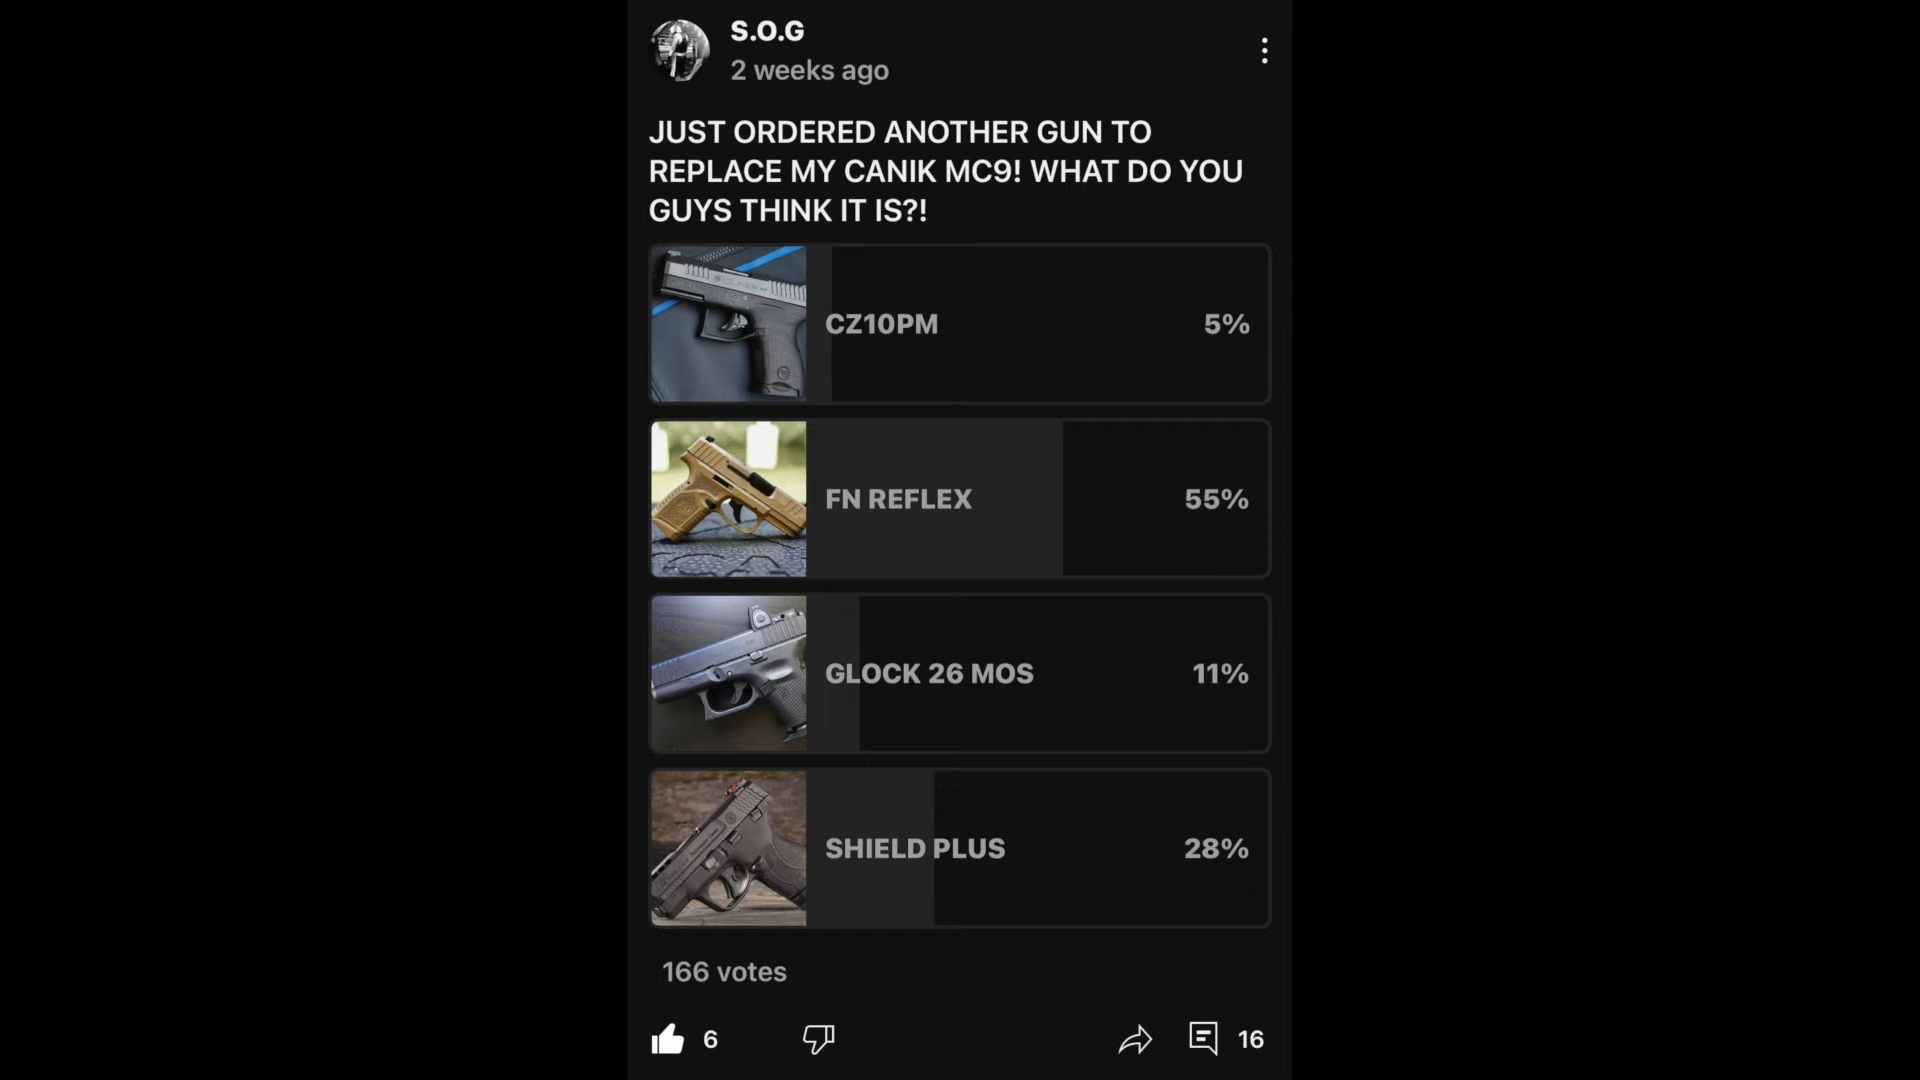 S.O.G
2 weeks ago
JUST ORDERED ANOTHER GUN TO
REPLACE MY CANIK MC9! WHAT DO YOU
GUYS THINK IT IS?!
CZ10PM
5%
FN REFLEX
55%
GLOCK 26 MOS
11%
SHIELD PLUS
28%
166 votes
6
16